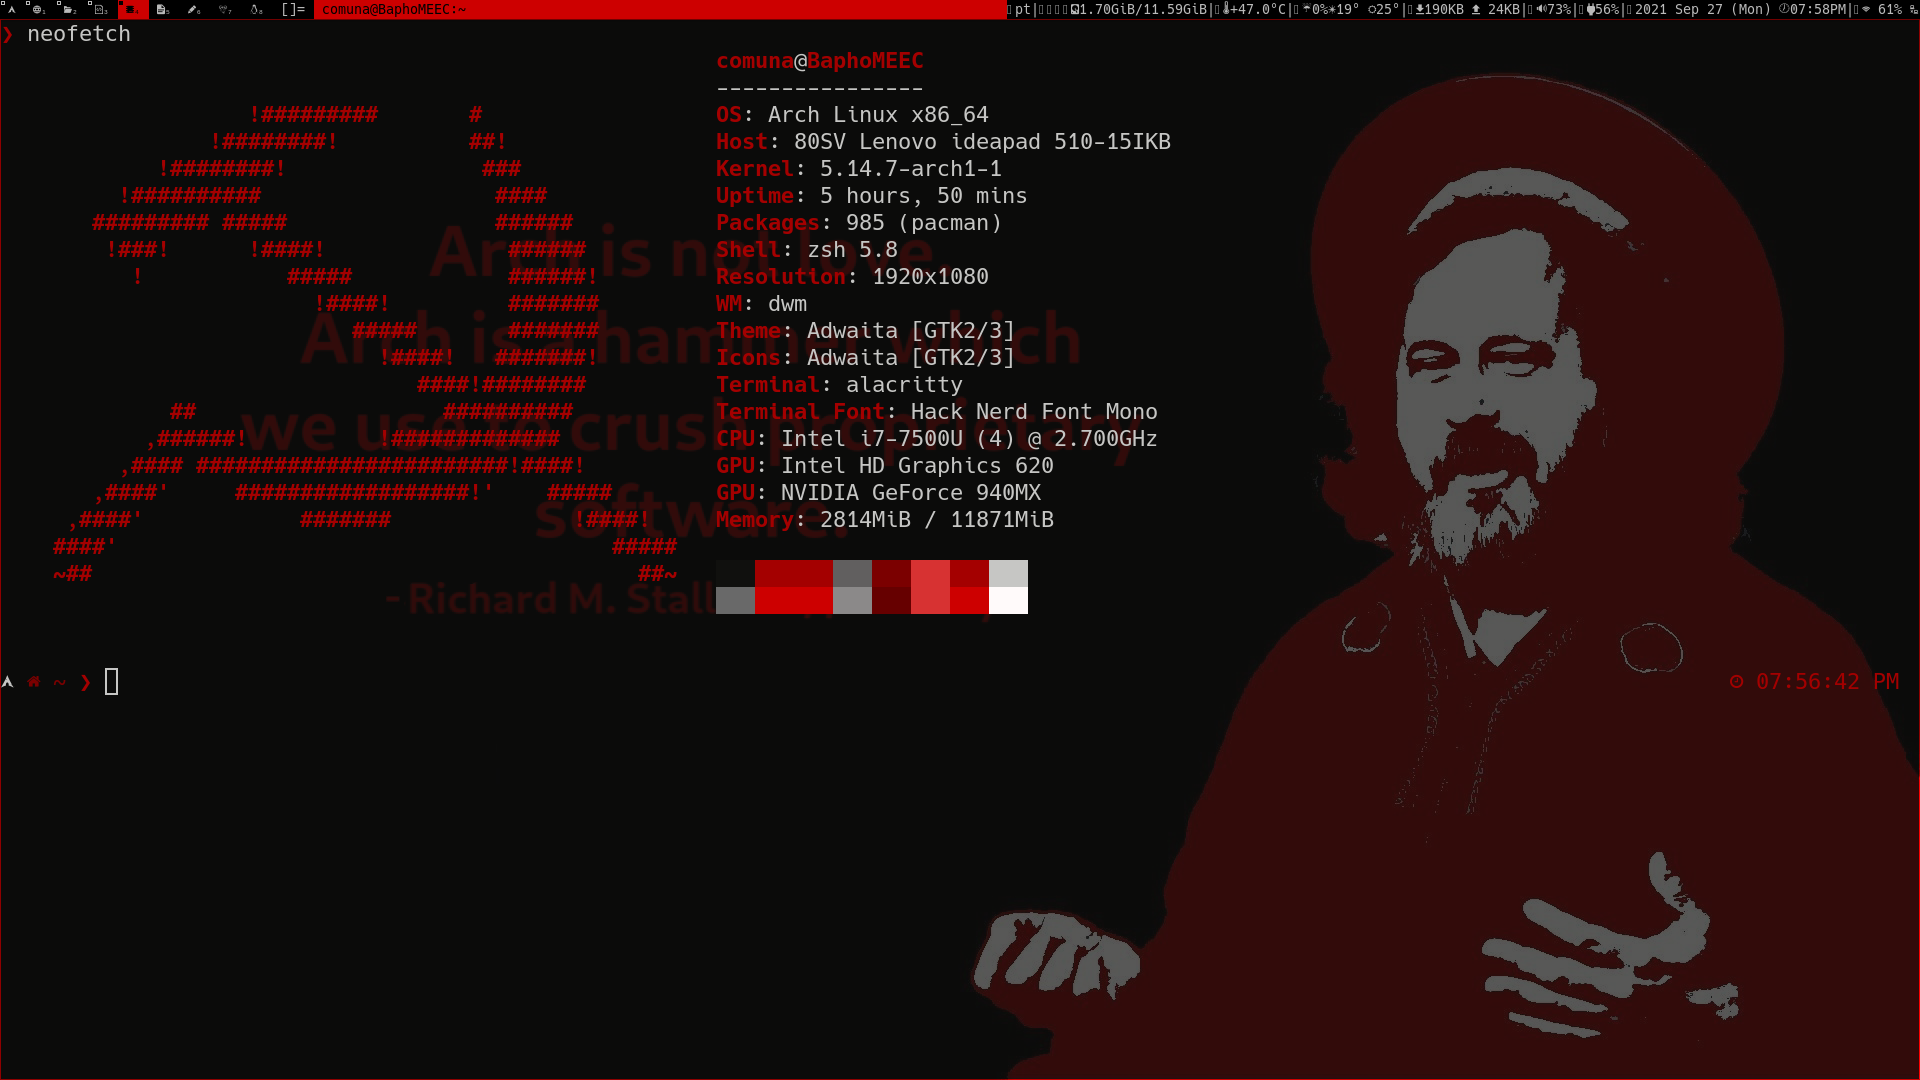 []= comuna@BaphoMEEC:~ pt| 1.70GiB/11.59GiB| +47.0°C| 0% 19° 25°| 190KB 24KB| 73%| 56%| 2021 Sep 27 (Mon) 07:58PM| 61%
❯ neofetch
comuna@BaphoMEEC
----------------
!######### # OS: Arch Linux x86_64
!########! ##! Host: 80SV Lenovo ideapad 510-15IKB
!########! ### Kernel: 5.14.7-arch1-1
!########## #### Uptime: 5 hours, 50 mins
######### ##### ###### Packages: 985 (pacman)
!###! !####! ###### Shell: zsh 5.8
! ##### ######! Resolution: 1920x1080
!####! ####### WM: dwm
##### ####### Theme: Adwaita [GTK2/3]
!####! #######! Icons: Adwaita [GTK2/3]
####!######## Terminal: alacritty
## ########## Terminal Font: Hack Nerd Font Mono
,######! !############# CPU: Intel i7-7500U (4) @ 2.700GHz
,#### ########################!####! GPU: Intel HD Graphics 620
,####' ##################!' ##### GPU: NVIDIA GeForce 940MX
,####' ####### !####! Memory: 2814MiB / 11871MiB
####' #####
~## ##~
Arch is not love.
Arch is a hammer which
we use to crush proprietary
software.
- Richard M. Stall
~ ❯ 07:56:42 PM